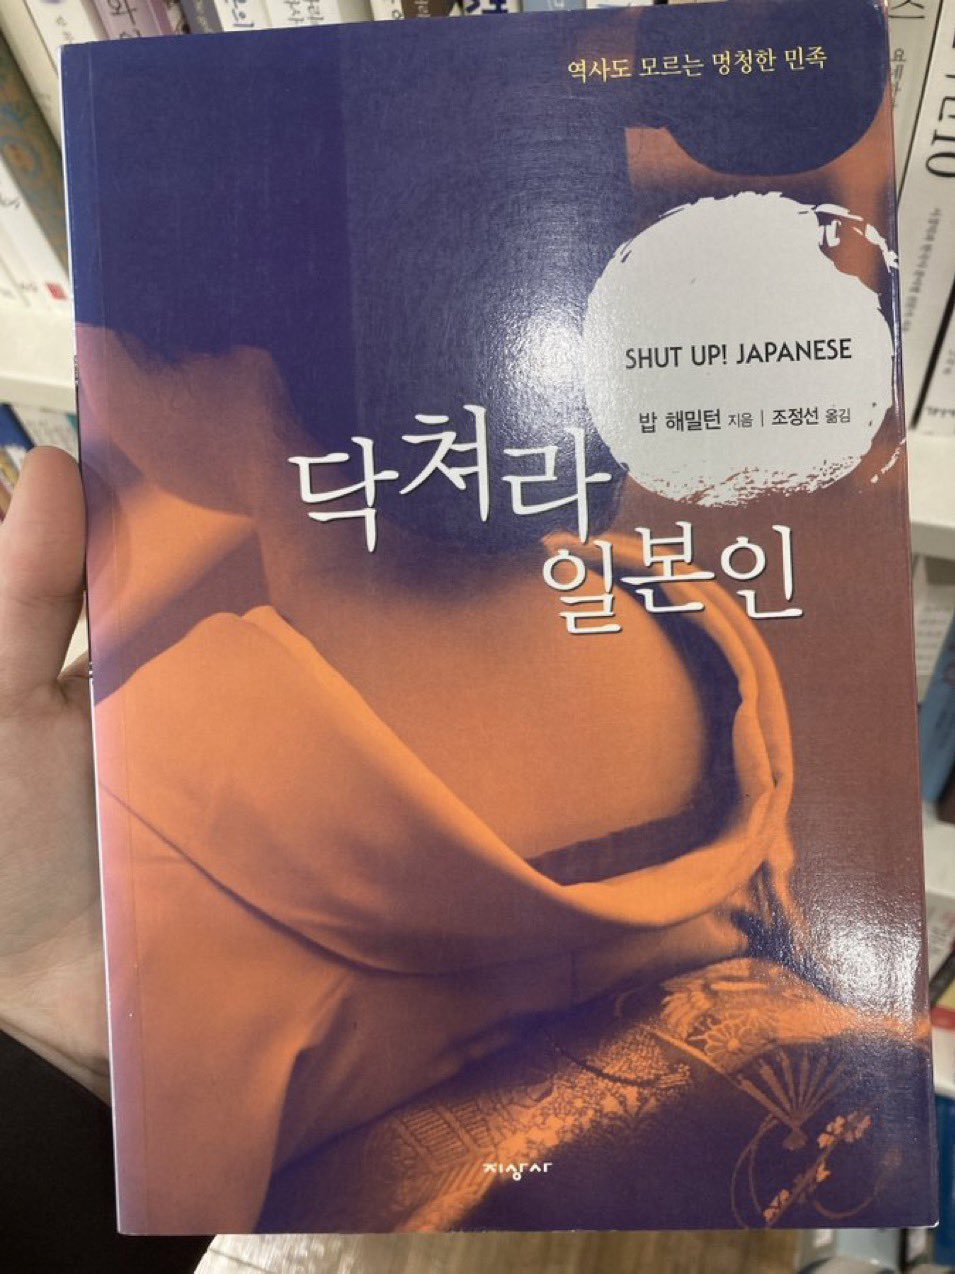 역사도 모르는 멍청한 민족
SHUT UP! JAPANESE
밥 해밀턴 지음 | 조정선 옮김
닥쳐라
일본인
지상사